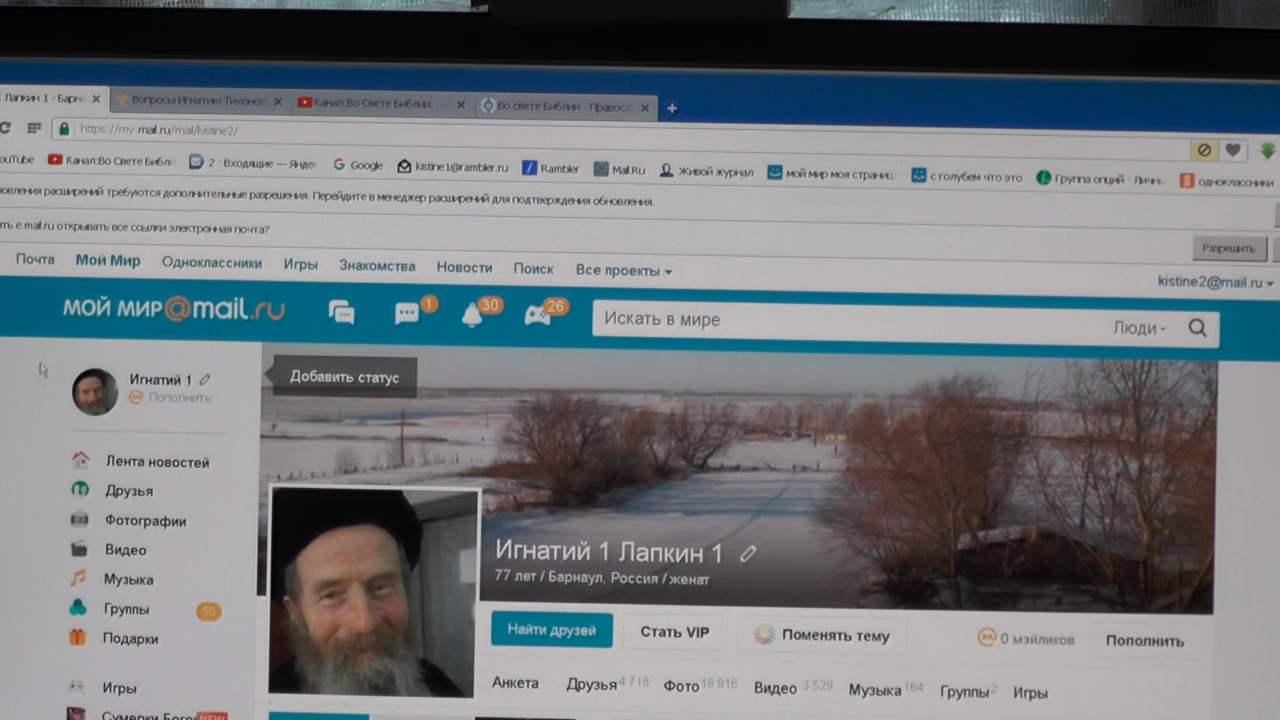 Лапкин 1 - Барна
Вопросы Игнатию Тихонов
Канал:Во Свете Библии...
Во свете Библии - Правосл
https://my.mail.ru/mail/kistine2/
ouTube
Канал:Во Свете Библ
2 · Входящие — Янде
Google
kistine1@rambler.ru
Rambler
Mail.Ru
Живой журнал
мой мир моя страниц
с голубем что это
Группа опций - Личн
одноклассники
новления расширений требуются дополнительные разрешения. Перейдите в менеджер расширений для подтверждения обновления.
ть e.mail.ru открывать все ссылки электронная почта?
Разрешить
Почта Мой Мир Одноклассники Игры Знакомства Новости Поиск Все проекты
kistine2@mail.ru
МОЙ МИР@mail.ru
1
30
26
Искать в мире
Люди
Игнатий 1
Пополнить
Добавить статус
Лента новостей
Друзья
Фотографии
Видео
Музыка
Группы 56
Подарки
Игры
NEW
Игнатий 1 Лапкин 1
77 лет / Барнаул, Россия / женат
Найти друзей
Стать VIP
Поменять тему
0 мэйликов
Пополнить
Анкета Друзья 4 718 Фото 18 916 Видео 3 529 Музыка 164 Группы 2 Игры